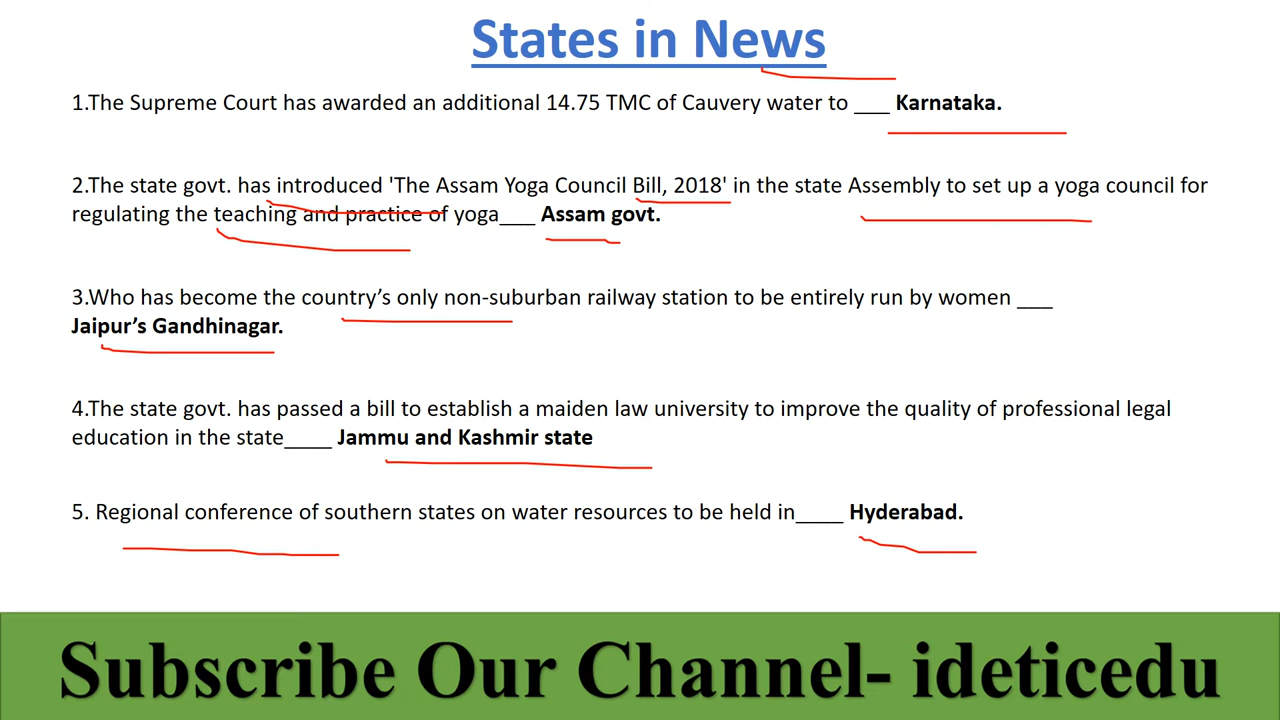 States in News
1.The Supreme Court has awarded an additional 14.75 TMC of Cauvery water to ___ Karnataka.
2.The state govt. has introduced 'The Assam Yoga Council Bill, 2018' in the state Assembly to set up a yoga council for
regulating the teaching and practice of yoga___ Assam govt.
3.Who has become the country’s only non-suburban railway station to be entirely run by women ___
Jaipur’s Gandhinagar.
4.The state govt. has passed a bill to establish a maiden law university to improve the quality of professional legal
education in the state____ Jammu and Kashmir state
5. Regional conference of southern states on water resources to be held in____ Hyderabad.
Subscribe Our Channel- ideticedu